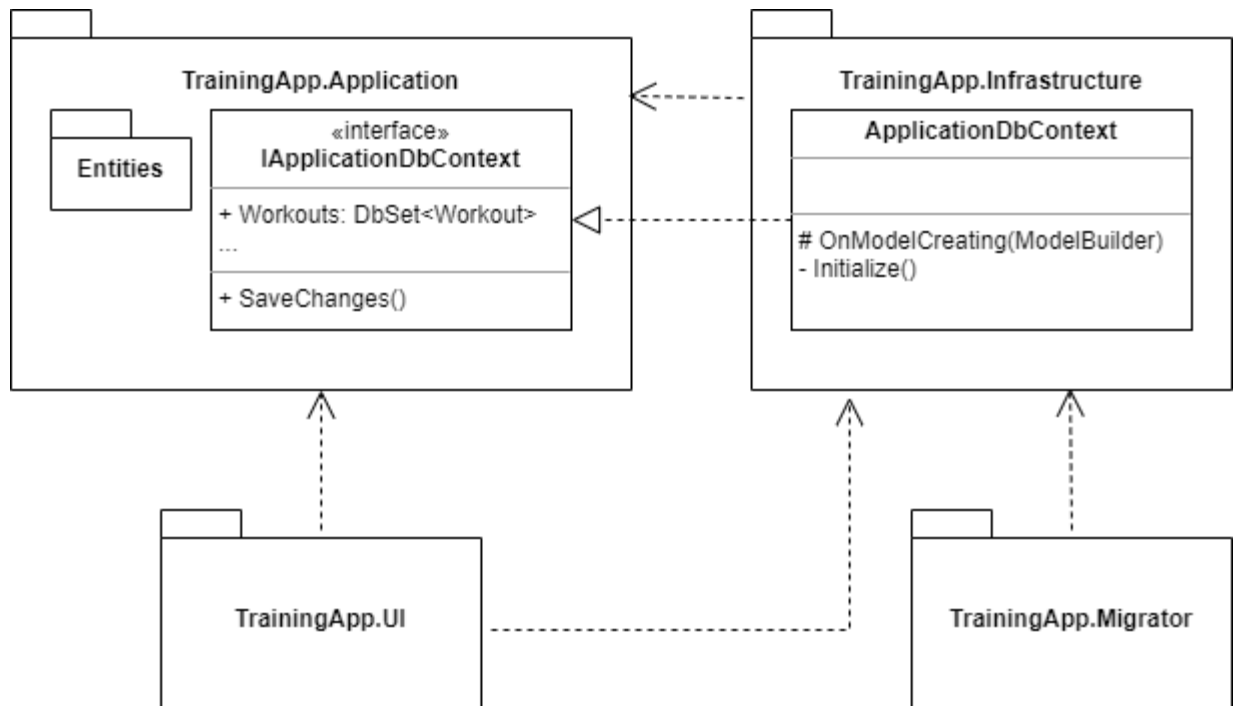 TrainingApp.Application
Entities
«interface»
IApplicationDbContext
+ Workouts: DbSet<Workout>
...
+ SaveChanges()
TrainingApp.Infrastructure
ApplicationDbContext
# OnModelCreating(ModelBuilder)
- Initialize()
TrainingApp.UI
TrainingApp.Migrator